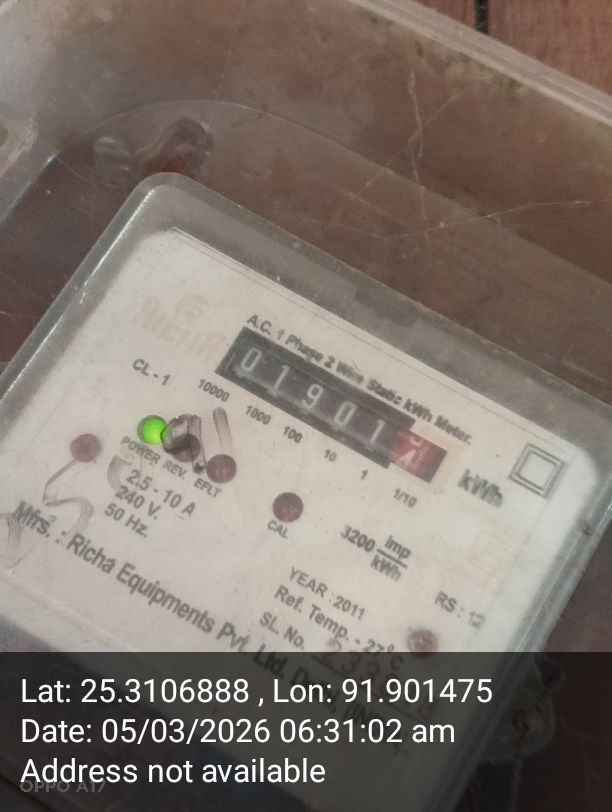 A.C. 1 Phase 2 Wire Static kWh Meter.
01901
kWh
CL - 1
10000 1000 100 10 1 1/10
POWER REV. EFLT
2.5 - 10 A
240 V.
50 Hz.
CAL
3200 Imp/kWh
YEAR : 2011
RS : 12
Ref. Temp. - 27°C
SL. No.
Mfrs. : Richa Equipments Pvt. Ltd.
Lat: 25.3106888 , Lon: 91.901475
Date: 05/03/2026 06:31:02 am
Address not available
OPPO A17